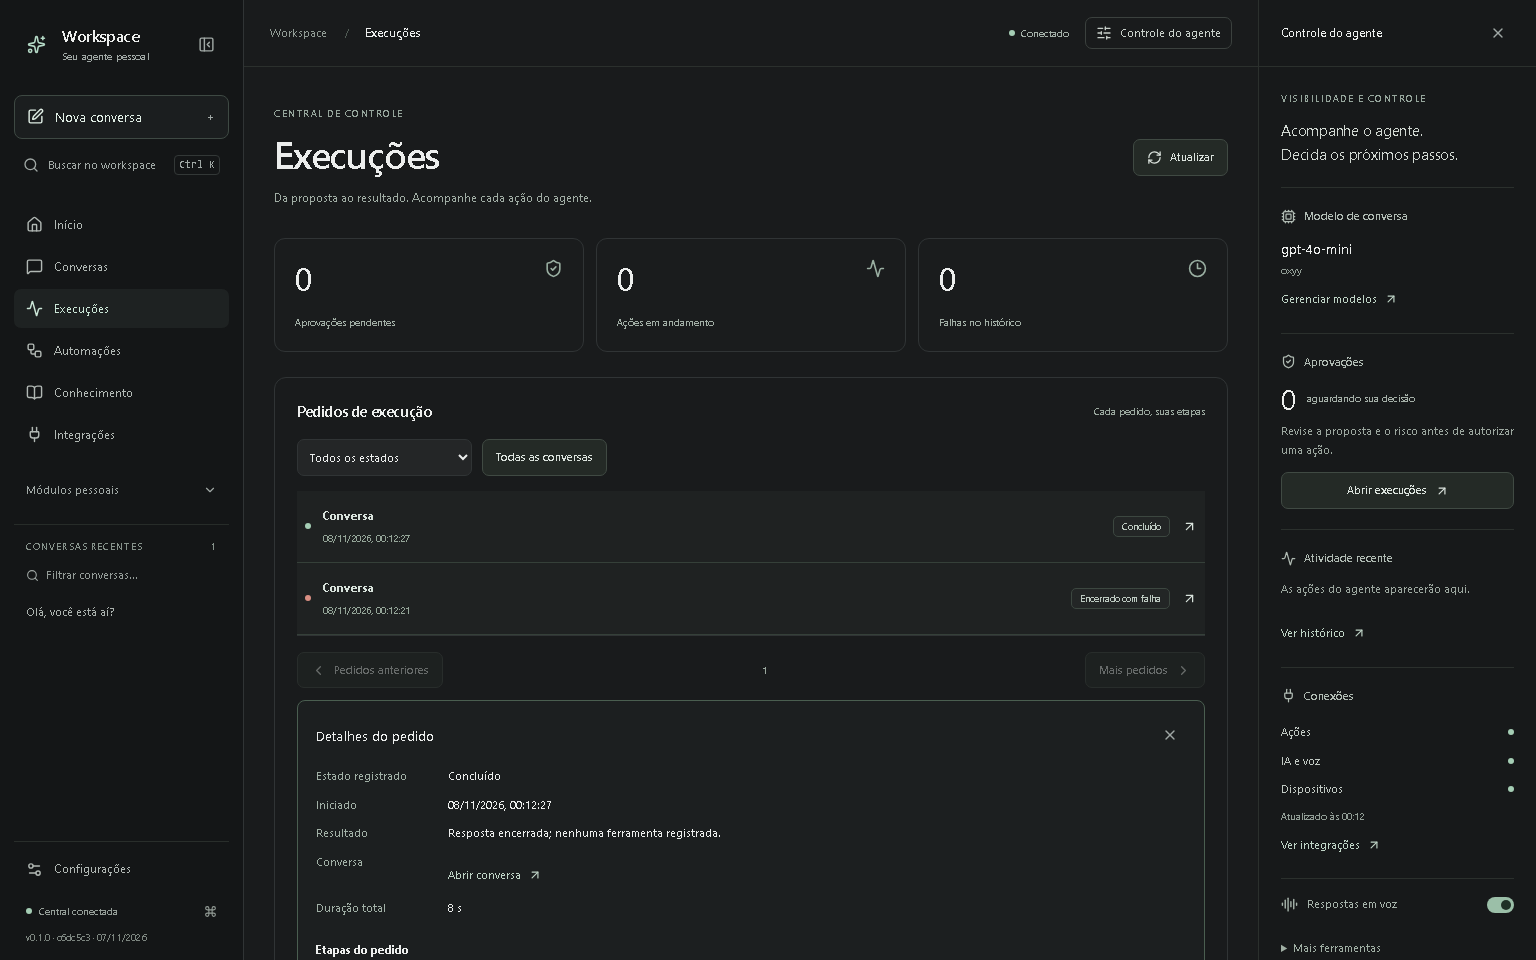 Workspace
Seu agente pessoal
Nova conversa +
Buscar no workspace Ctrl K
Início
Conversas
Execuções
Automações
Conhecimento
Integrações
Módulos pessoais
CONVERSAS RECENTES 1
Filtrar conversas...
Olá, você está aí?
Configurações
Central conectada ⌘
v0.1.0 · c6dc5c3 · 07/11/2026
Workspace / Execuções
Conectado
Controle do agente
CENTRAL DE CONTROLE
Execuções
Atualizar
Da proposta ao resultado. Acompanhe cada ação do agente.
0
Aprovações pendentes
0
Ações em andamento
0
Falhas no histórico
Pedidos de execução
Cada pedido, suas etapas
Todos os estados
Todas as conversas
Conversa
08/11/2026, 00:12:27
Concluído
Conversa
08/11/2026, 00:12:21
Encerrado com falha
Pedidos anteriores
1
Mais pedidos
Detalhes do pedido
Estado registrado Concluído
Iniciado 08/11/2026, 00:12:27
Resultado Resposta encerrada; nenhuma ferramenta registrada.
Conversa
Abrir conversa
Duração total 8 s
Etapas do pedido
Controle do agente
VISIBILIDADE E CONTROLE
Acompanhe o agente.
Decida os próximos passos.
Modelo de conversa
gpt-4o-mini
oxyy
Gerenciar modelos
Aprovações
0 aguardando sua decisão
Revise a proposta e o risco antes de autorizar
uma ação.
Abrir execuções
Atividade recente
As ações do agente aparecerão aqui.
Ver histórico
Conexões
Ações
IA e voz
Dispositivos
Atualizado às 00:12
Ver integrações
Respostas em voz
Mais ferramentas